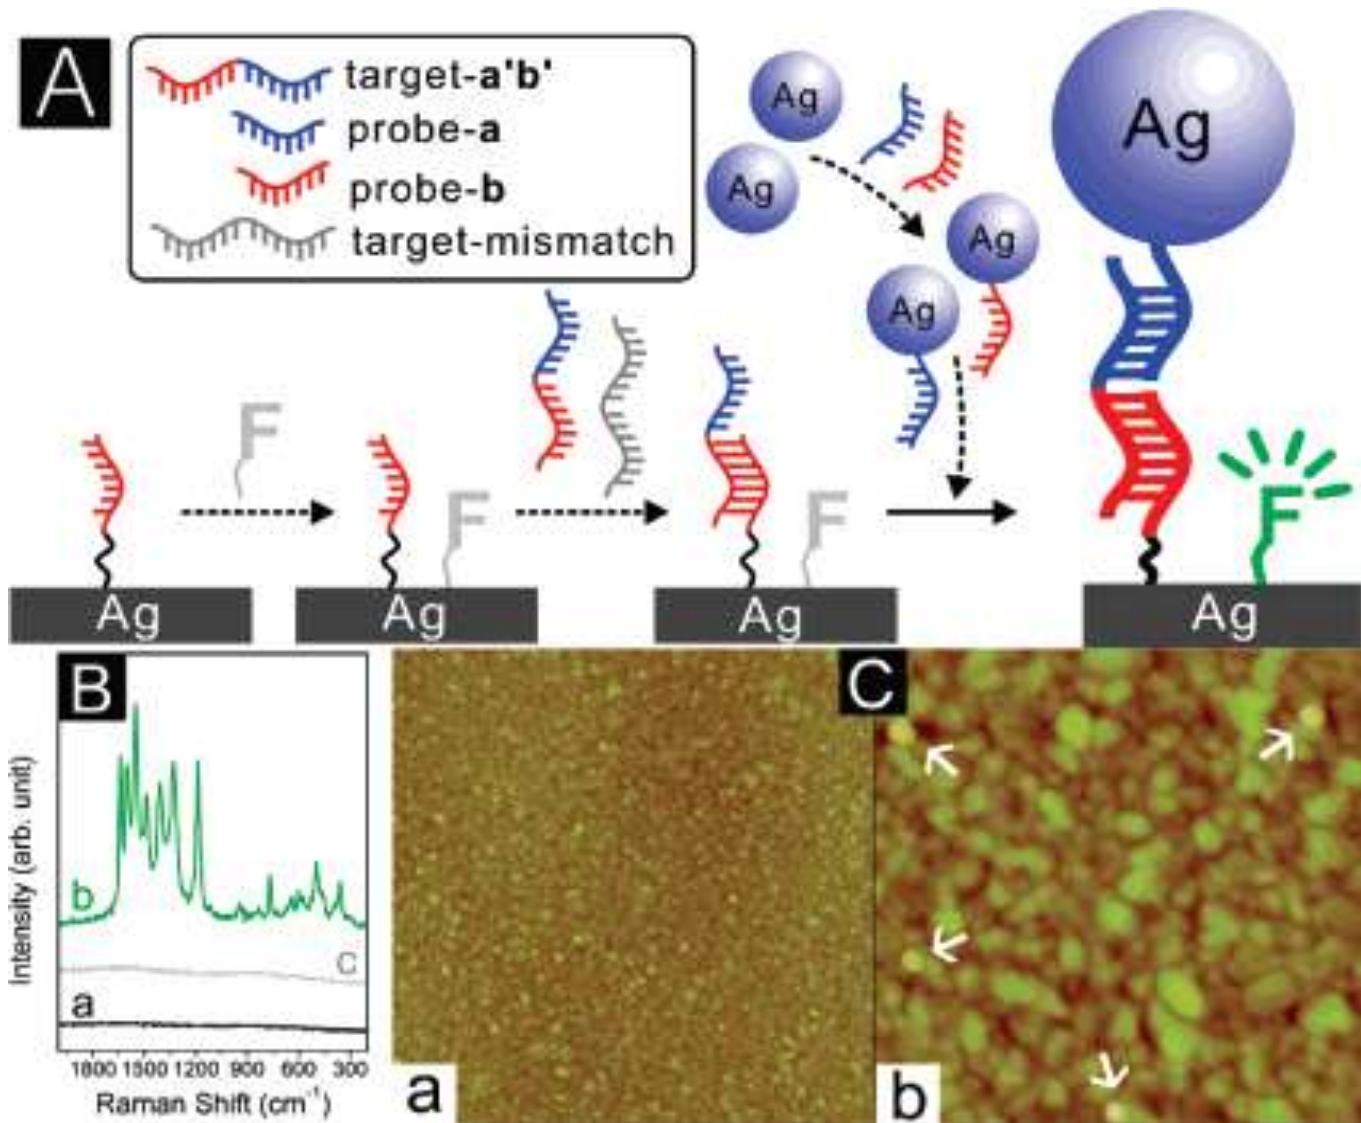 A
target-a'b'
probe-a
probe-b
target-mismatch
Ag
Ag
Ag
Ag
Ag
F
F
F
F
Ag
Ag
Ag
Ag
B
Intensity (arb. unit)
b
c
a
1800 1500 1200 900 600 300
Raman Shift (cm⁻¹)
a
C
b